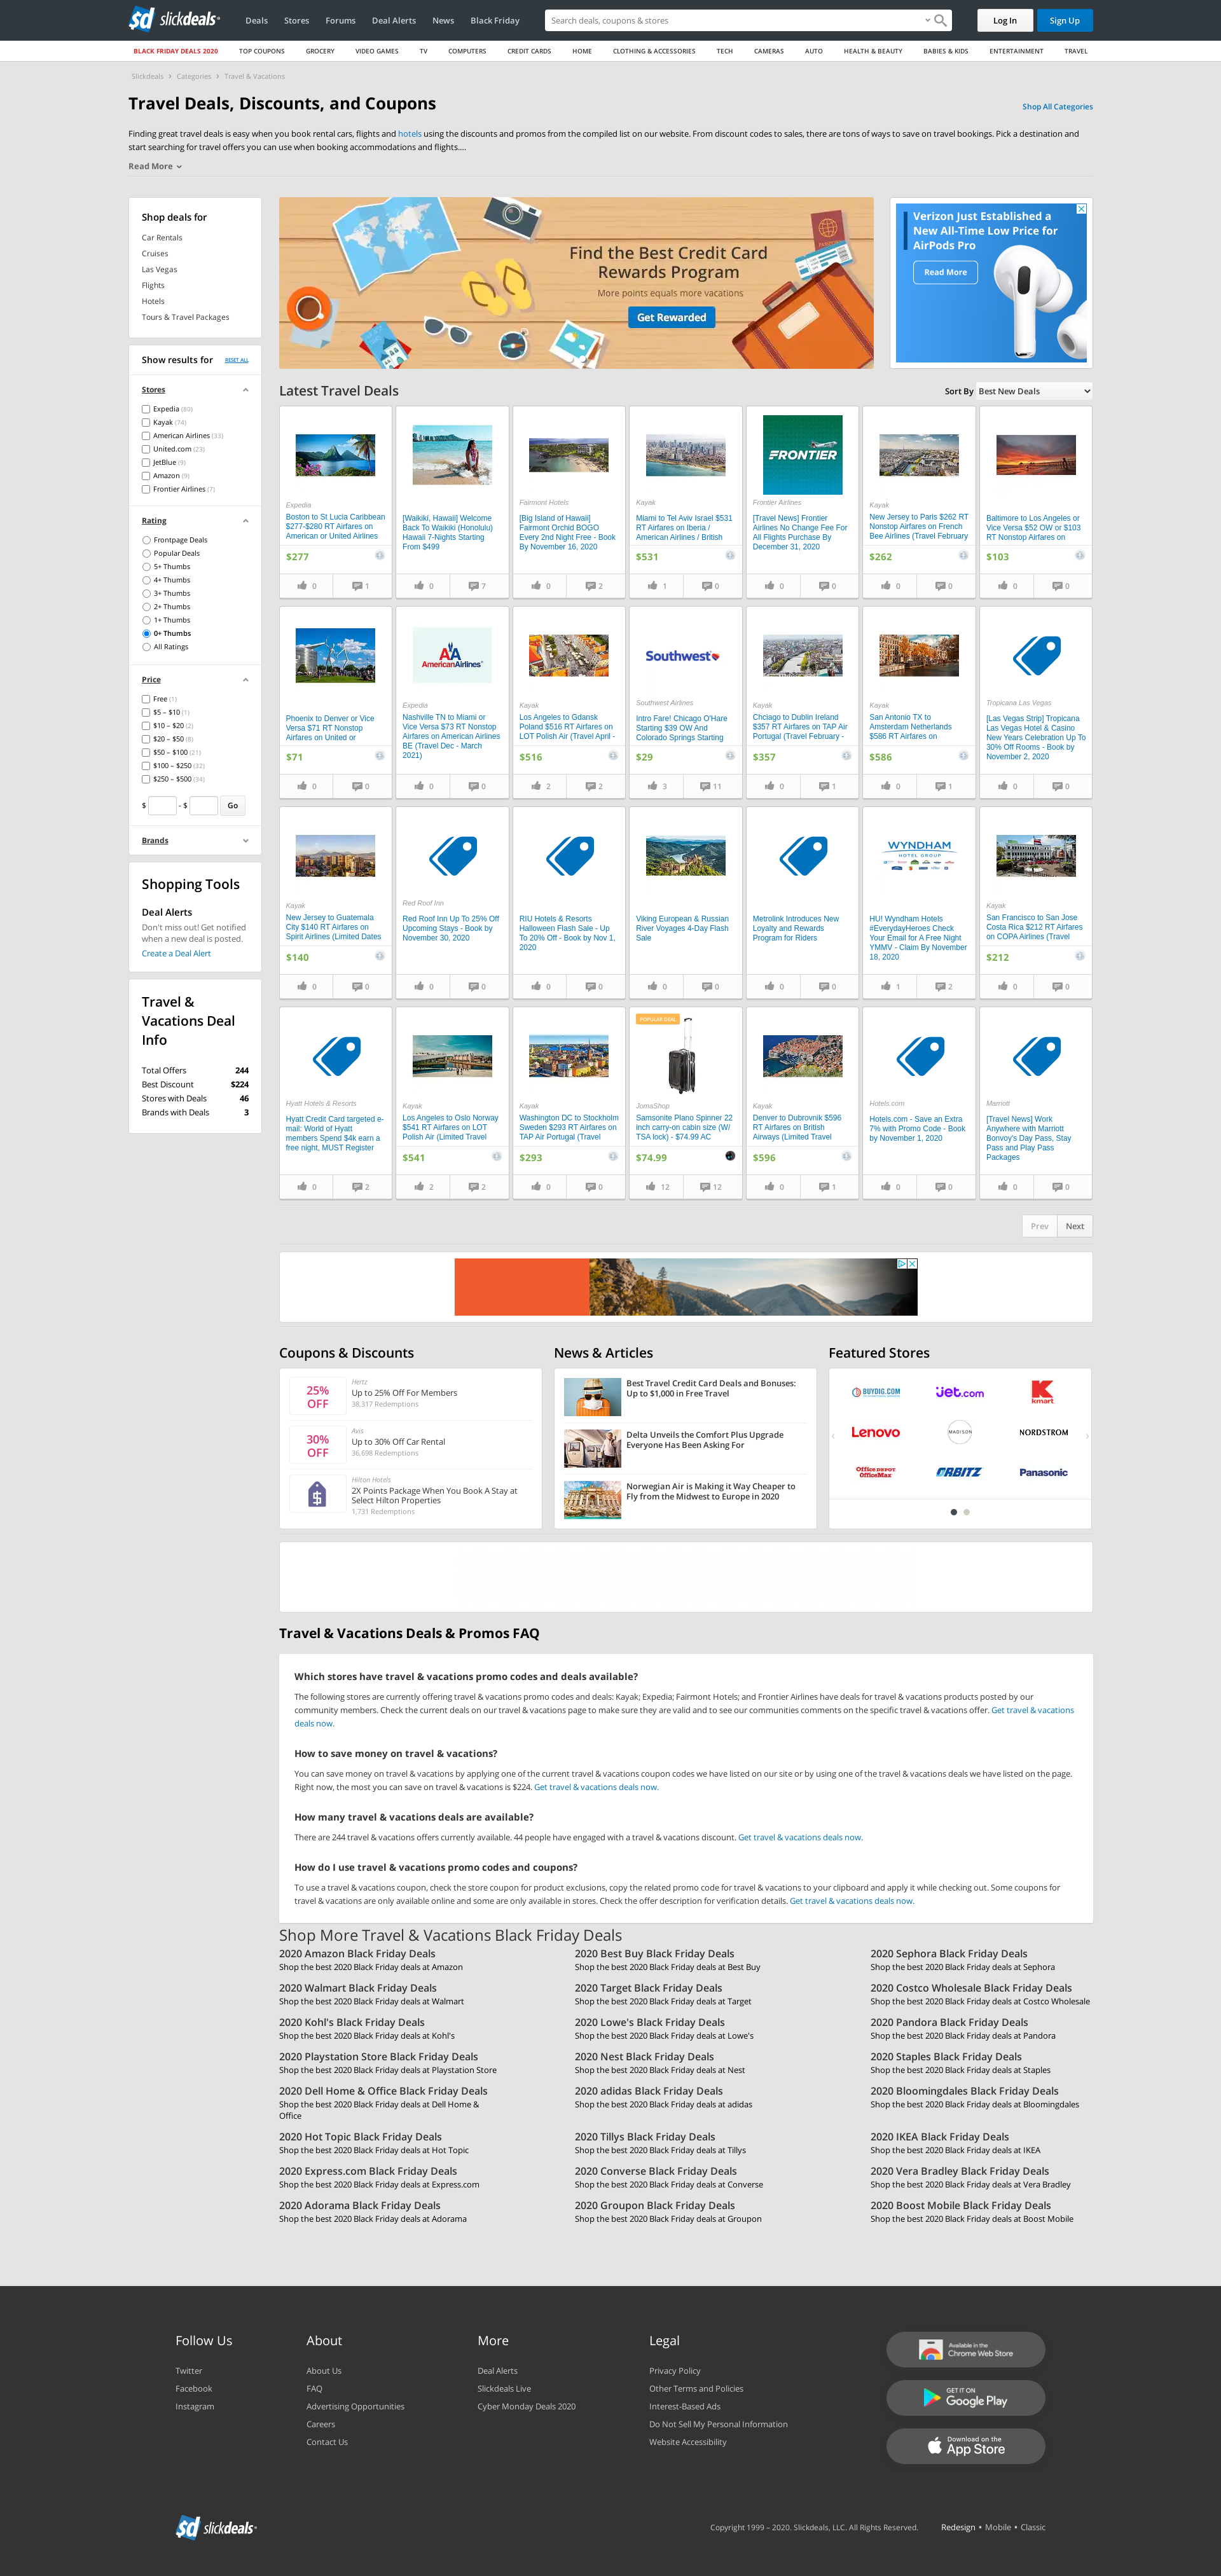 slickdeals
Deals
Stores
Forums
Deal Alerts
News
Black Friday
Search deals, coupons & stores
Log In
Sign Up
BLACK FRIDAY DEALS 2020
TOP COUPONS
GROCERY
VIDEO GAMES
TV
COMPUTERS
CREDIT CARDS
HOME
CLOTHING & ACCESSORIES
TECH
CAMERAS
AUTO
HEALTH & BEAUTY
BABIES & KIDS
ENTERTAINMENT
TRAVEL
Slickdeals › Categories › Travel & Vacations
Travel Deals, Discounts, and Coupons
Shop All Categories
Finding great travel deals is easy when you book rental cars, flights and hotels using the discounts and promos from the compiled list on our website. From discount codes to sales, there are tons of ways to save on travel bookings. Pick a destination and
start searching for travel offers you can use when booking accommodations and flights....
Read More
Shop deals for
Car Rentals
Cruises
Las Vegas
Flights
Hotels
Tours & Travel Packages
Show results for
RESET ALL
Stores
Expedia (80)
Kayak (74)
American Airlines (33)
United.com (23)
JetBlue (9)
Amazon (9)
Frontier Airlines (7)
Rating
Frontpage Deals
Popular Deals
5+ Thumbs
4+ Thumbs
3+ Thumbs
2+ Thumbs
1+ Thumbs
0+ Thumbs
All Ratings
Price
Free (1)
$5 – $10 (1)
$10 – $20 (2)
$20 – $50 (8)
$50 – $100 (21)
$100 – $250 (32)
$250 – $500 (34)
$ - $ Go
Brands
Shopping Tools
Deal Alerts
Don't miss out! Get notified
when a new deal is posted.
Create a Deal Alert
Travel &
Vacations Deal
Info
Total Offers 244
Best Discount $224
Stores with Deals 46
Brands with Deals 3
Find the Best Credit Card
Rewards Program
More points equals more vacations
Get Rewarded
Verizon Just Established a
New All-Time Low Price for
AirPods Pro
Read More
Latest Travel Deals
Sort By Best New Deals
Expedia
Boston to St Lucia Caribbean
$277-$280 RT Airfares on
American or United Airlines
$277
0 1
[Waikiki, Hawaii] Welcome
Back To Waikiki (Honolulu)
Hawaii 7-Nights Starting
From $499
0 7
Fairmont Hotels
[Big Island of Hawaii]
Fairmont Orchid BOGO
Every 2nd Night Free - Book
By November 16, 2020
0 2
Kayak
Miami to Tel Aviv Israel $531
RT Airfares on Iberia /
American Airlines / British
$531
1 0
FRONTIER
Frontier Airlines
[Travel News] Frontier
Airlines No Change Fee For
All Flights Purchase By
December 31, 2020
0 0
Kayak
New Jersey to Paris $262 RT
Nonstop Airfares on French
Bee Airlines (Travel February
$262
0 0
Baltimore to Los Angeles or
Vice Versa $52 OW or $103
RT Nonstop Airfares on
$103
0 0
Phoenix to Denver or Vice
Versa $71 RT Nonstop
Airfares on United or
$71
0 0
AmericanAirlines
Expedia
Nashville TN to Miami or
Vice Versa $73 RT Nonstop
Airfares on American Airlines
BE (Travel Dec - March
2021)
0 0
Kayak
Los Angeles to Gdansk
Poland $516 RT Airfares on
LOT Polish Air (Travel April -
$516
2 2
Southwest
Southwest Airlines
Intro Fare! Chicago O'Hare
Starting $39 OW And
Colorado Springs Starting
$29
3 11
Kayak
Chciago to Dublin Ireland
$357 RT Airfares on TAP Air
Portugal (Travel February -
$357
0 1
Kayak
San Antonio TX to
Amsterdam Netherlands
$586 RT Airfares on
$586
0 1
Tropicana Las Vegas
[Las Vegas Strip] Tropicana
Las Vegas Hotel & Casino
New Years Celebration Up To
30% Off Rooms - Book by
November 2, 2020
0 0
Kayak
New Jersey to Guatemala
City $140 RT Airfares on
Spirit Airlines (Limited Dates
$140
0 0
Red Roof Inn
Red Roof Inn Up To 25% Off
Upcoming Stays - Book by
November 30, 2020
0 0
RIU Hotels & Resorts
Halloween Flash Sale - Up
To 20% Off - Book by Nov 1,
2020
0 0
Viking European & Russian
River Voyages 4-Day Flash
Sale
0 0
Metrolink Introduces New
Loyalty and Rewards
Program for Riders
0 0
WYNDHAM
HOTEL GROUP
HU! Wyndham Hotels
#EverydayHeroes Check
Your Email for A Free Night
YMMV - Claim By November
18, 2020
1 2
Kayak
San Francisco to San Jose
Costa Rica $212 RT Airfares
on COPA Airlines (Travel
$212
0 0
Hyatt Hotels & Resorts
Hyatt Credit Card targeted e-
mail: World of Hyatt
members Spend $4k earn a
free night, MUST Register
0 2
Kayak
Los Angeles to Oslo Norway
$541 RT Airfares on LOT
Polish Air (Limited Travel
$541
2 2
Kayak
Washington DC to Stockholm
Sweden $293 RT Airfares on
TAP Air Portugal (Travel
$293
0 0
POPULAR DEAL
JomaShop
Samsonite Plano Spinner 22
inch carry-on cabin size (W/
TSA lock) - $74.99 AC
$74.99
12 12
Kayak
Denver to Dubrovnik $596
RT Airfares on British
Airways (Limited Travel
$596
0 1
Hotels.com
Hotels.com - Save an Extra
7% with Promo Code - Book
by November 1, 2020
0 0
Marriott
[Travel News] Work
Anywhere with Marriott
Bonvoy's Day Pass, Stay
Pass and Play Pass
Packages
0 0
Prev
Next
Coupons & Discounts
25%
OFF
Hertz
Up to 25% Off For Members
38,317 Redemptions
30%
OFF
Avis
Up to 30% Off Car Rental
36,698 Redemptions
Hilton Hotels
2X Points Package When You Book A Stay at
Select Hilton Properties
1,731 Redemptions
News & Articles
Best Travel Credit Card Deals and Bonuses:
Up to $1,000 in Free Travel
Delta Unveils the Comfort Plus Upgrade
Everyone Has Been Asking For
Norwegian Air is Making it Way Cheaper to
Fly from the Midwest to Europe in 2020
Featured Stores
BUYDIG.COM
jet.com
kmart
Lenovo
MADISON
NORDSTROM
Office DEPOT
OfficeMax
ORBITZ
Panasonic
Travel & Vacations Deals & Promos FAQ
Which stores have travel & vacations promo codes and deals available?
The following stores are currently offering travel & vacations promo codes and deals: Kayak; Expedia; Fairmont Hotels; and Frontier Airlines have deals for travel & vacations products posted by our
community members. Check the current deals on our travel & vacations page to make sure they are valid and to see our communities comments on the specific travel & vacations offer. Get travel & vacations
deals now.
How to save money on travel & vacations?
You can save money on travel & vacations by applying one of the current travel & vacations coupon codes we have listed on our site or by using one of the travel & vacations deals we have listed on the page.
Right now, the most you can save on travel & vacations is $224. Get travel & vacations deals now.
How many travel & vacations deals are available?
There are 244 travel & vacations offers currently available. 44 people have engaged with a travel & vacations discount. Get travel & vacations deals now.
How do I use travel & vacations promo codes and coupons?
To use a travel & vacations coupon, check the store coupon for product exclusions, copy the related promo code for travel & vacations to your clipboard and apply it while checking out. Some coupons for
travel & vacations are only available online and some are only available in stores. Check the offer description for verification details. Get travel & vacations deals now.
Shop More Travel & Vacations Black Friday Deals
2020 Amazon Black Friday Deals
Shop the best 2020 Black Friday deals at Amazon
2020 Best Buy Black Friday Deals
Shop the best 2020 Black Friday deals at Best Buy
2020 Sephora Black Friday Deals
Shop the best 2020 Black Friday deals at Sephora
2020 Walmart Black Friday Deals
Shop the best 2020 Black Friday deals at Walmart
2020 Target Black Friday Deals
Shop the best 2020 Black Friday deals at Target
2020 Costco Wholesale Black Friday Deals
Shop the best 2020 Black Friday deals at Costco Wholesale
2020 Kohl's Black Friday Deals
Shop the best 2020 Black Friday deals at Kohl's
2020 Lowe's Black Friday Deals
Shop the best 2020 Black Friday deals at Lowe's
2020 Pandora Black Friday Deals
Shop the best 2020 Black Friday deals at Pandora
2020 Playstation Store Black Friday Deals
Shop the best 2020 Black Friday deals at Playstation Store
2020 Nest Black Friday Deals
Shop the best 2020 Black Friday deals at Nest
2020 Staples Black Friday Deals
Shop the best 2020 Black Friday deals at Staples
2020 Dell Home & Office Black Friday Deals
Shop the best 2020 Black Friday deals at Dell Home &
Office
2020 adidas Black Friday Deals
Shop the best 2020 Black Friday deals at adidas
2020 Bloomingdales Black Friday Deals
Shop the best 2020 Black Friday deals at Bloomingdales
2020 Hot Topic Black Friday Deals
Shop the best 2020 Black Friday deals at Hot Topic
2020 Tillys Black Friday Deals
Shop the best 2020 Black Friday deals at Tillys
2020 IKEA Black Friday Deals
Shop the best 2020 Black Friday deals at IKEA
2020 Express.com Black Friday Deals
Shop the best 2020 Black Friday deals at Express.com
2020 Converse Black Friday Deals
Shop the best 2020 Black Friday deals at Converse
2020 Vera Bradley Black Friday Deals
Shop the best 2020 Black Friday deals at Vera Bradley
2020 Adorama Black Friday Deals
Shop the best 2020 Black Friday deals at Adorama
2020 Groupon Black Friday Deals
Shop the best 2020 Black Friday deals at Groupon
2020 Boost Mobile Black Friday Deals
Shop the best 2020 Black Friday deals at Boost Mobile
Follow Us
Twitter
Facebook
Instagram
About
About Us
FAQ
Advertising Opportunities
Careers
Contact Us
More
Deal Alerts
Slickdeals Live
Cyber Monday Deals 2020
Legal
Privacy Policy
Other Terms and Policies
Interest-Based Ads
Do Not Sell My Personal Information
Website Accessibility
Available in the
Chrome Web Store
GET IT ON
Google Play
Download on the
App Store
slickdeals
Copyright 1999 – 2020. Slickdeals, LLC. All Rights Reserved.
Redesign • Mobile • Classic